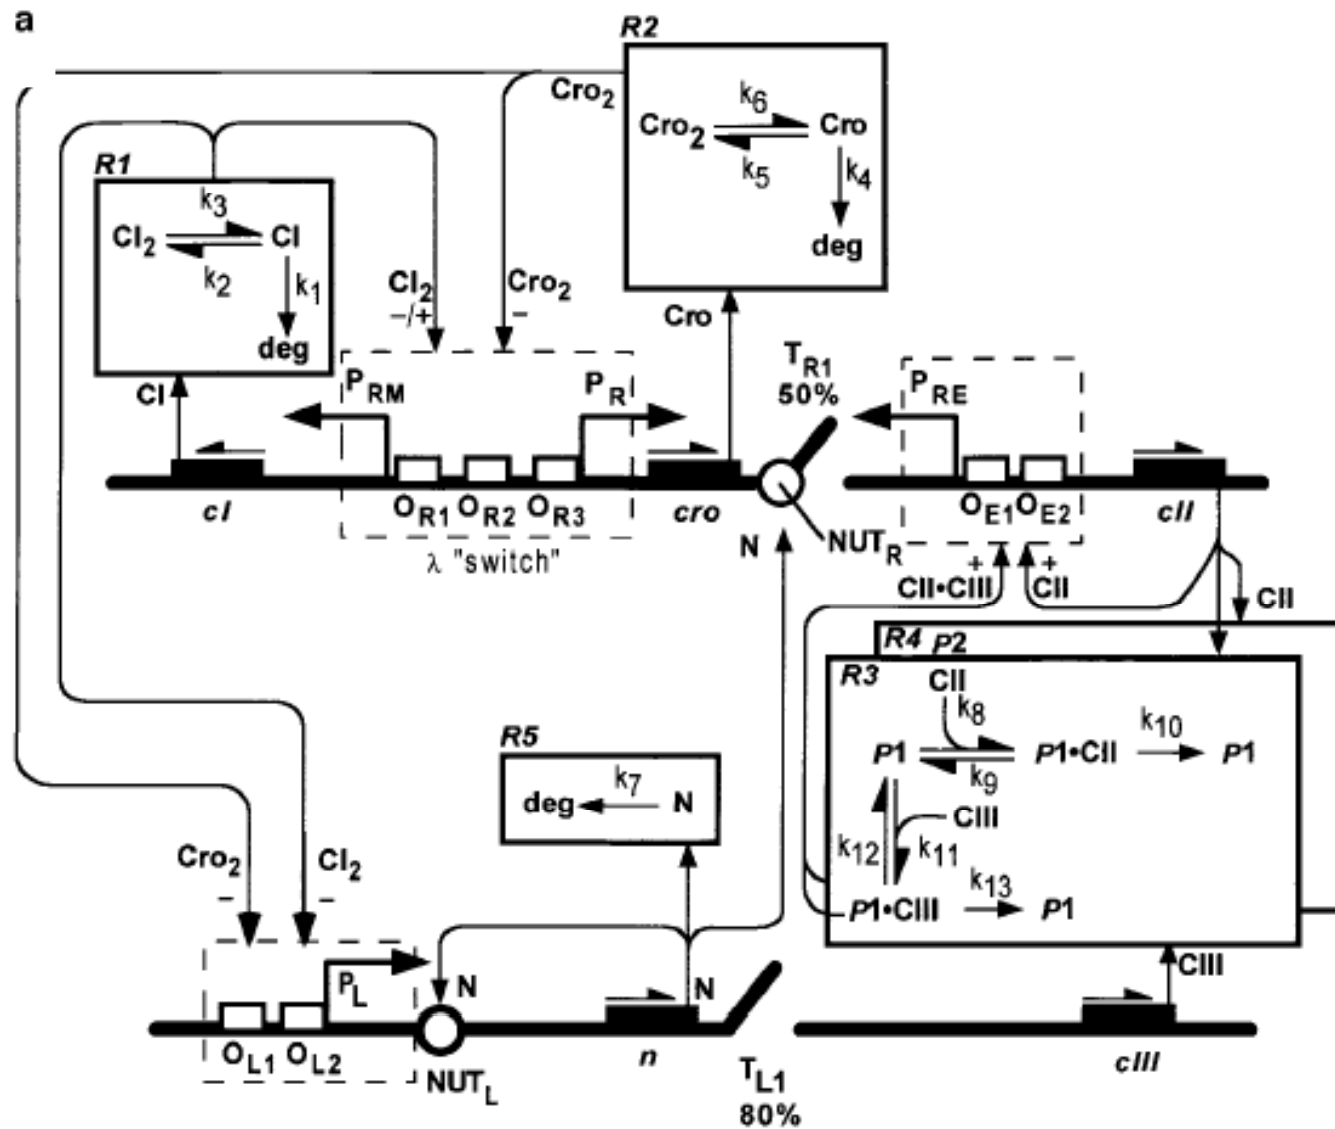 a
R2
Cro2
k6
Cro2 Cro
k5 k4
deg
R1
k3
CI2 CI
k2 k1
deg
CI2
–/+
Cro2
–
Cro
CI
PRM
PR
TR1
50%
PRE
cI
OR1 OR2 OR3
cro
OE1 OE2
cII
λ "switch"
N
NUTR
+ +
CII•CIII CII
CII
R4 P2
R3
CII
k8
k10
P1 P1•CII P1
k9
CIII
k12 k11
k13
P1•CIII P1
R5
k7
deg N
Cro2 CI2
– –
CIII
PL
N
N
OL1 OL2
NUTL
n
TL1
80%
cIII